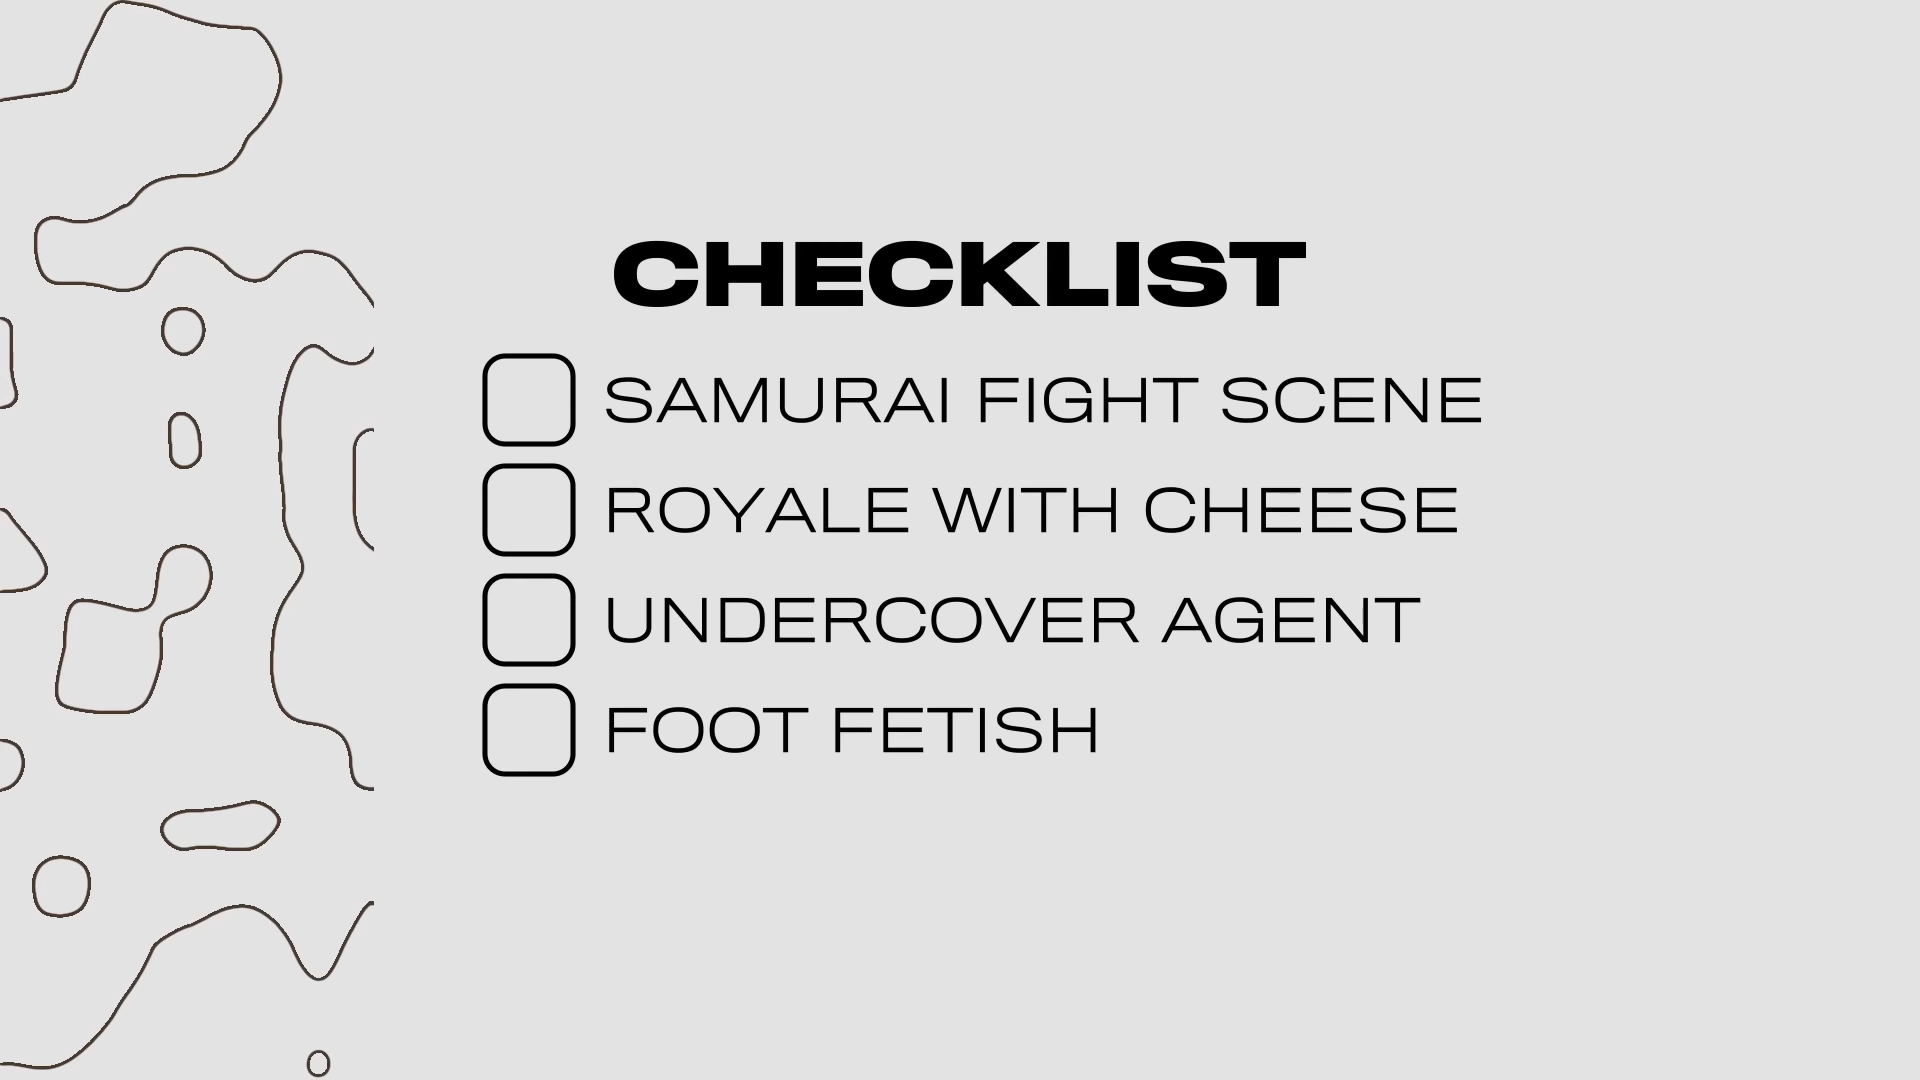 CHECKLIST
SAMURAI FIGHT SCENE
ROYALE WITH CHEESE
UNDERCOVER AGENT
FOOT FETISH